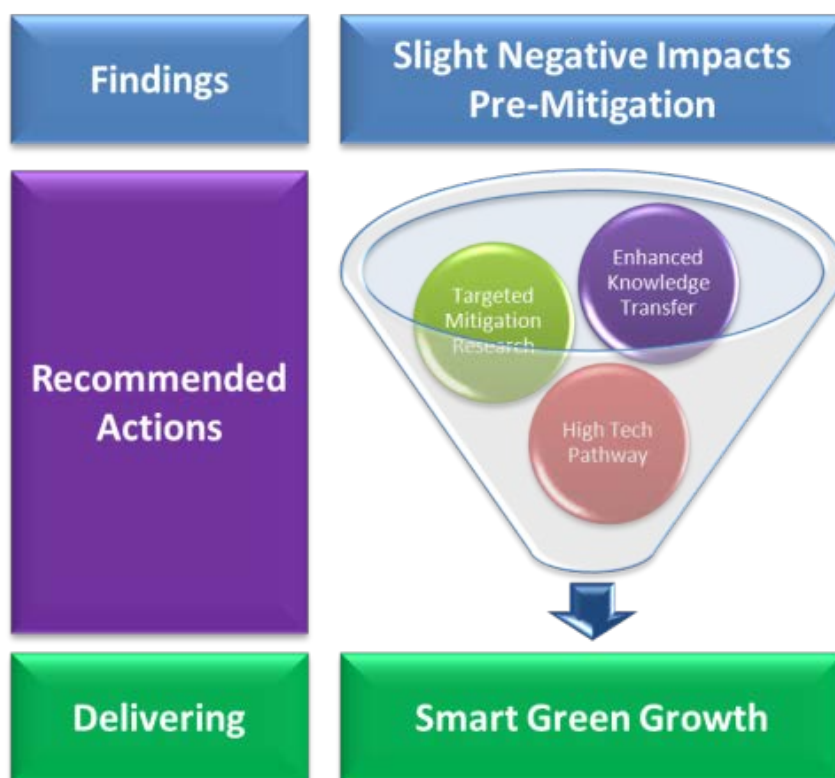 Findings
Slight Negative Impacts
Pre-Mitigation
Recommended
Actions
Targeted
Mitigation
Research
Enhanced
Knowledge
Transfer
High Tech
Pathway
Delivering
Smart Green Growth